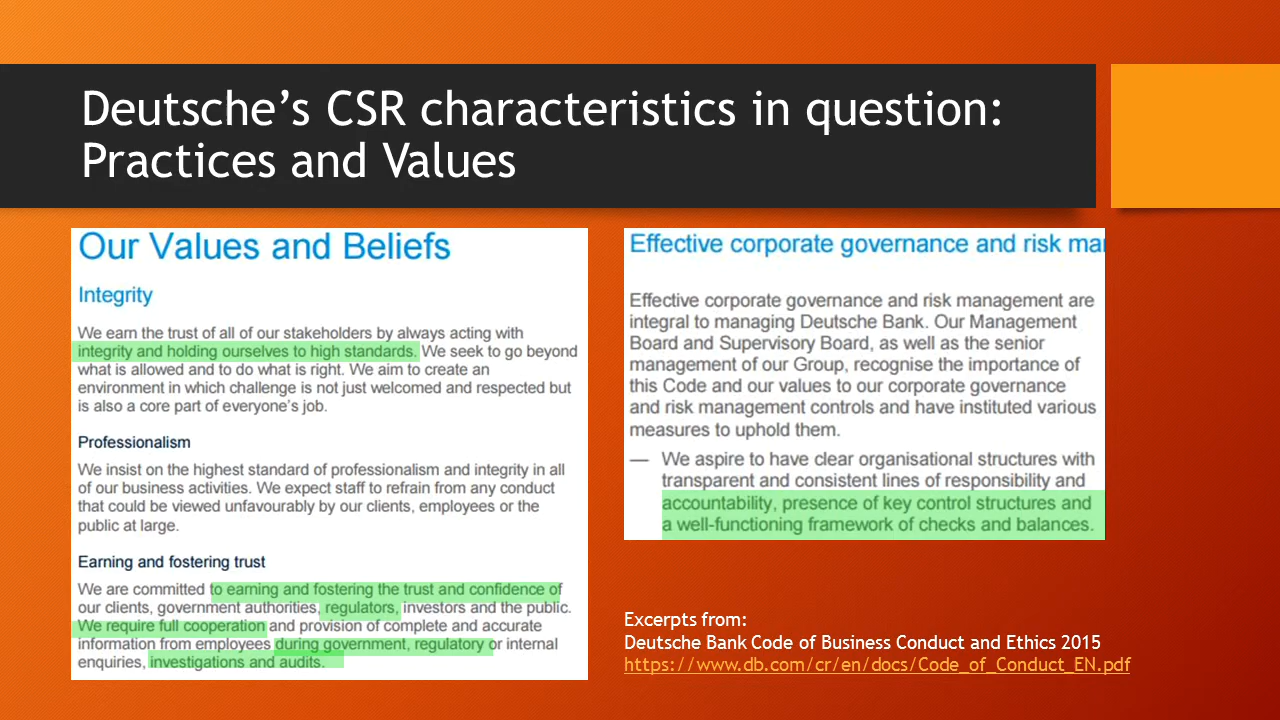 Deutsche’s CSR characteristics in question:
Practices and Values
Our Values and Beliefs
Integrity
We earn the trust of all of our stakeholders by always acting with
integrity and holding ourselves to high standards. We seek to go beyond
what is allowed and to do what is right. We aim to create an
environment in which challenge is not just welcomed and respected but
is also a core part of everyone’s job.
Professionalism
We insist on the highest standard of professionalism and integrity in all
of our business activities. We expect staff to refrain from any conduct
that could be viewed unfavourably by our clients, employees or the
public at large.
Earning and fostering trust
We are committed to earning and fostering the trust and confidence of
our clients, government authorities, regulators, investors and the public.
We require full cooperation and provision of complete and accurate
information from employees during government, regulatory or internal
enquiries, investigations and audits.
Effective corporate governance and risk
Effective corporate governance and risk management are
integral to managing Deutsche Bank. Our Management
Board and Supervisory Board, as well as the senior
management of our Group, recognise the importance of
this Code and our values to our corporate governance
and risk management controls and have instituted various
measures to uphold them.
— We aspire to have clear organisational structures with
transparent and consistent lines of responsibility and
accountability, presence of key control structures and
a well-functioning framework of checks and balances.
Excerpts from:
Deutsche Bank Code of Business Conduct and Ethics 2015
https://www.db.com/cr/en/docs/Code_of_Conduct_EN.pdf